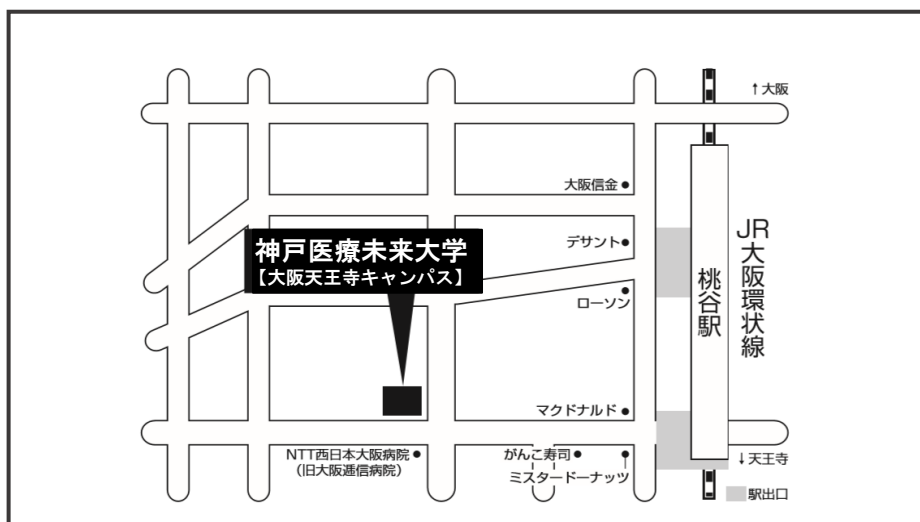 ↑大阪
大阪信金
神戸医療未来大学
【大阪天王寺キャンパス】
デサント
ローソン
桃谷駅
JR大阪環状線
マクドナルド
NTT西日本大阪病院
（旧大阪逓信病院）
がんこ寿司
ミスタードーナッツ
↓天王寺
駅出口